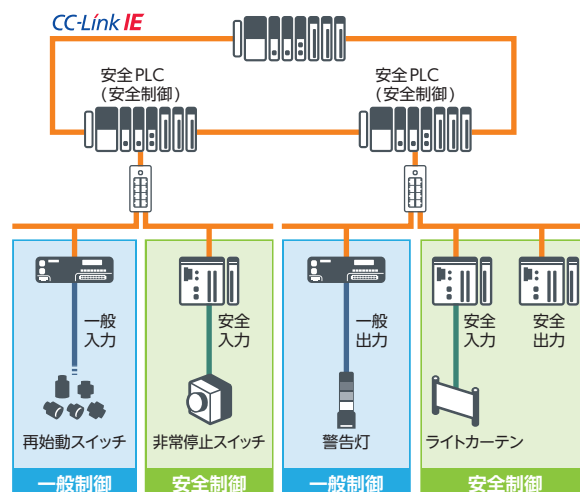 CC-Link IE
安全PLC
（安全制御）
安全PLC
（安全制御）
一般
入力
安全
入力
一般
出力
安全
入力
安全
出力
再始動スイッチ
非常停止スイッチ
警告灯
ライトカーテン
一般制御
安全制御
一般制御
安全制御